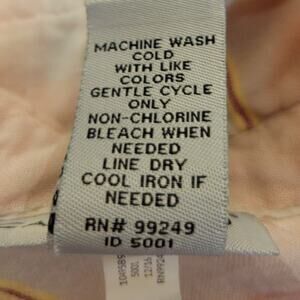 MACHINE WASH
COLD
WITH LIKE
COLORS
GENTLE CYCLE
ONLY
NON-CHLORINE
BLEACH WHEN
NEEDED
LINE DRY
COOL IRON IF
NEEDED
RN# 99249
ID 5001
5001